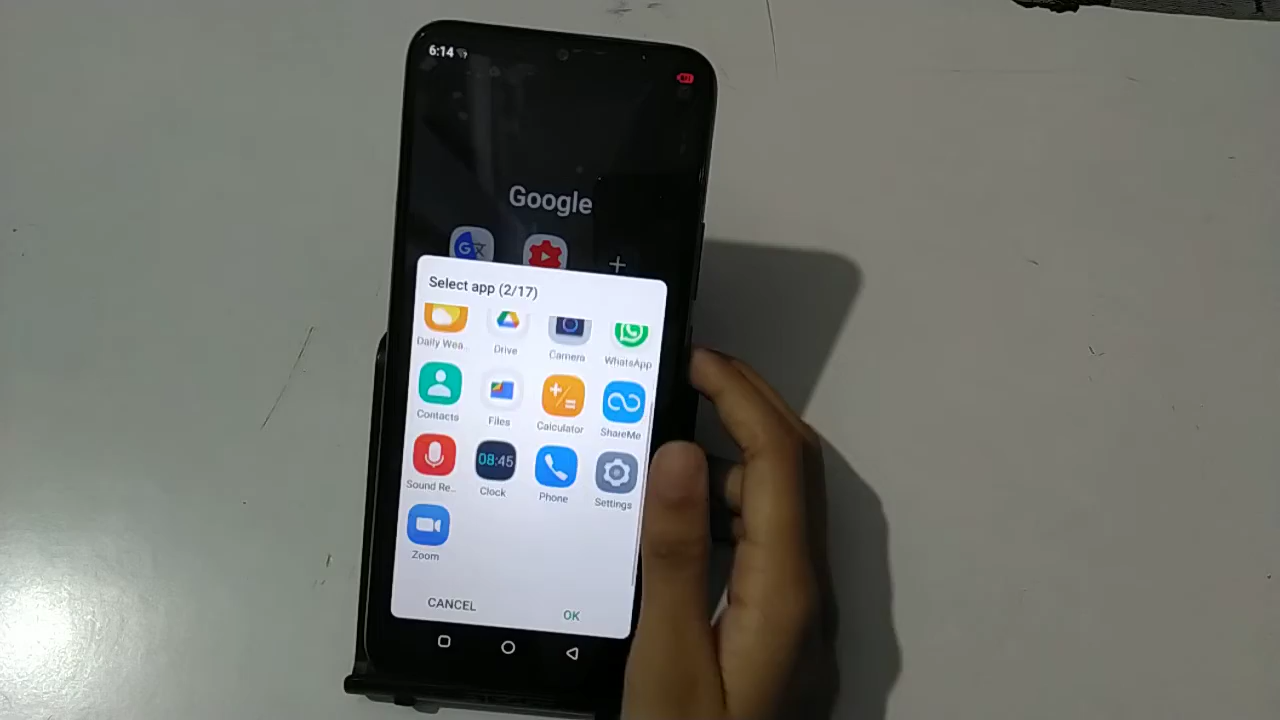 6:14
Google
Select app (2/17)
Daily Wea...
Drive
Camera
WhatsApp
Contacts
Files
Calculator
ShareMe
Sound Re...
08:45
Clock
Phone
Settings
Zoom
CANCEL
OK